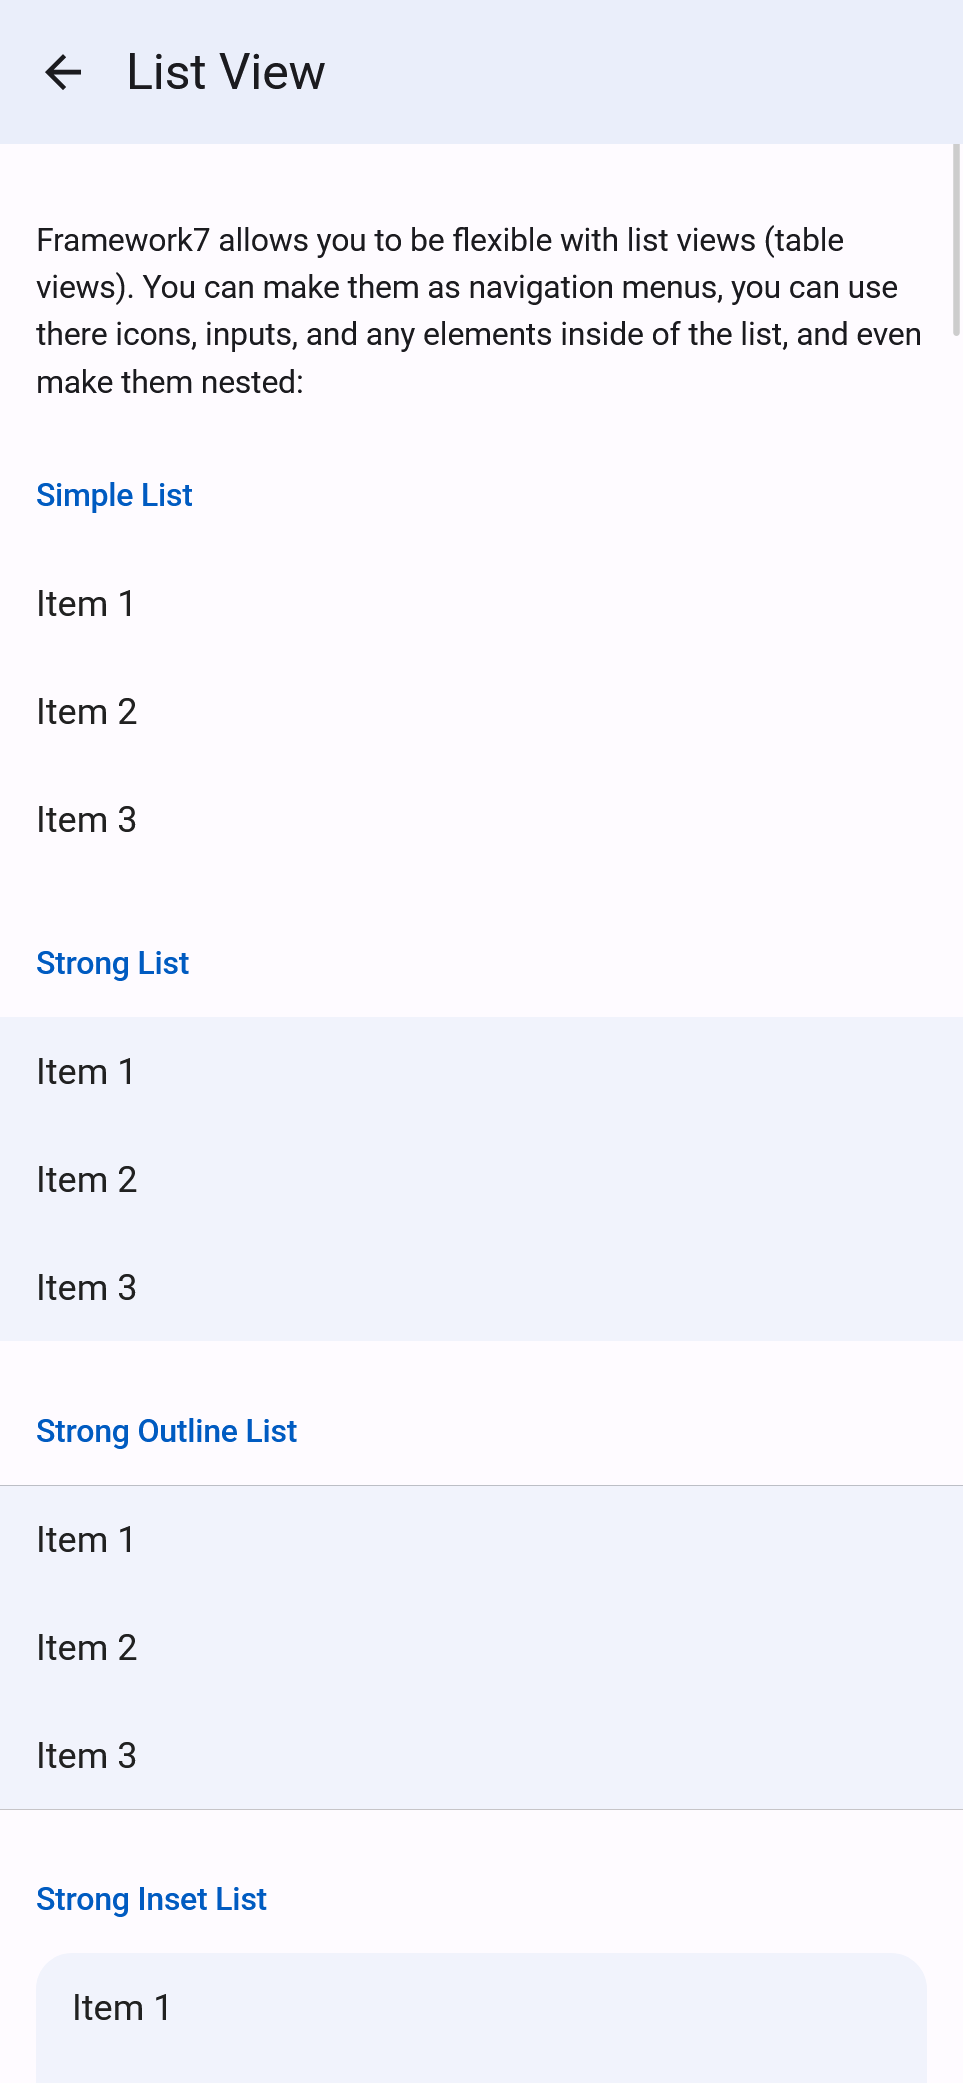 List View
Framework7 allows you to be flexible with list views (table
views). You can make them as navigation menus, you can use
there icons, inputs, and any elements inside of the list, and even
make them nested:
Simple List
Item 1
Item 2
Item 3
Strong List
Item 1
Item 2
Item 3
Strong Outline List
Item 1
Item 2
Item 3
Strong Inset List
Item 1